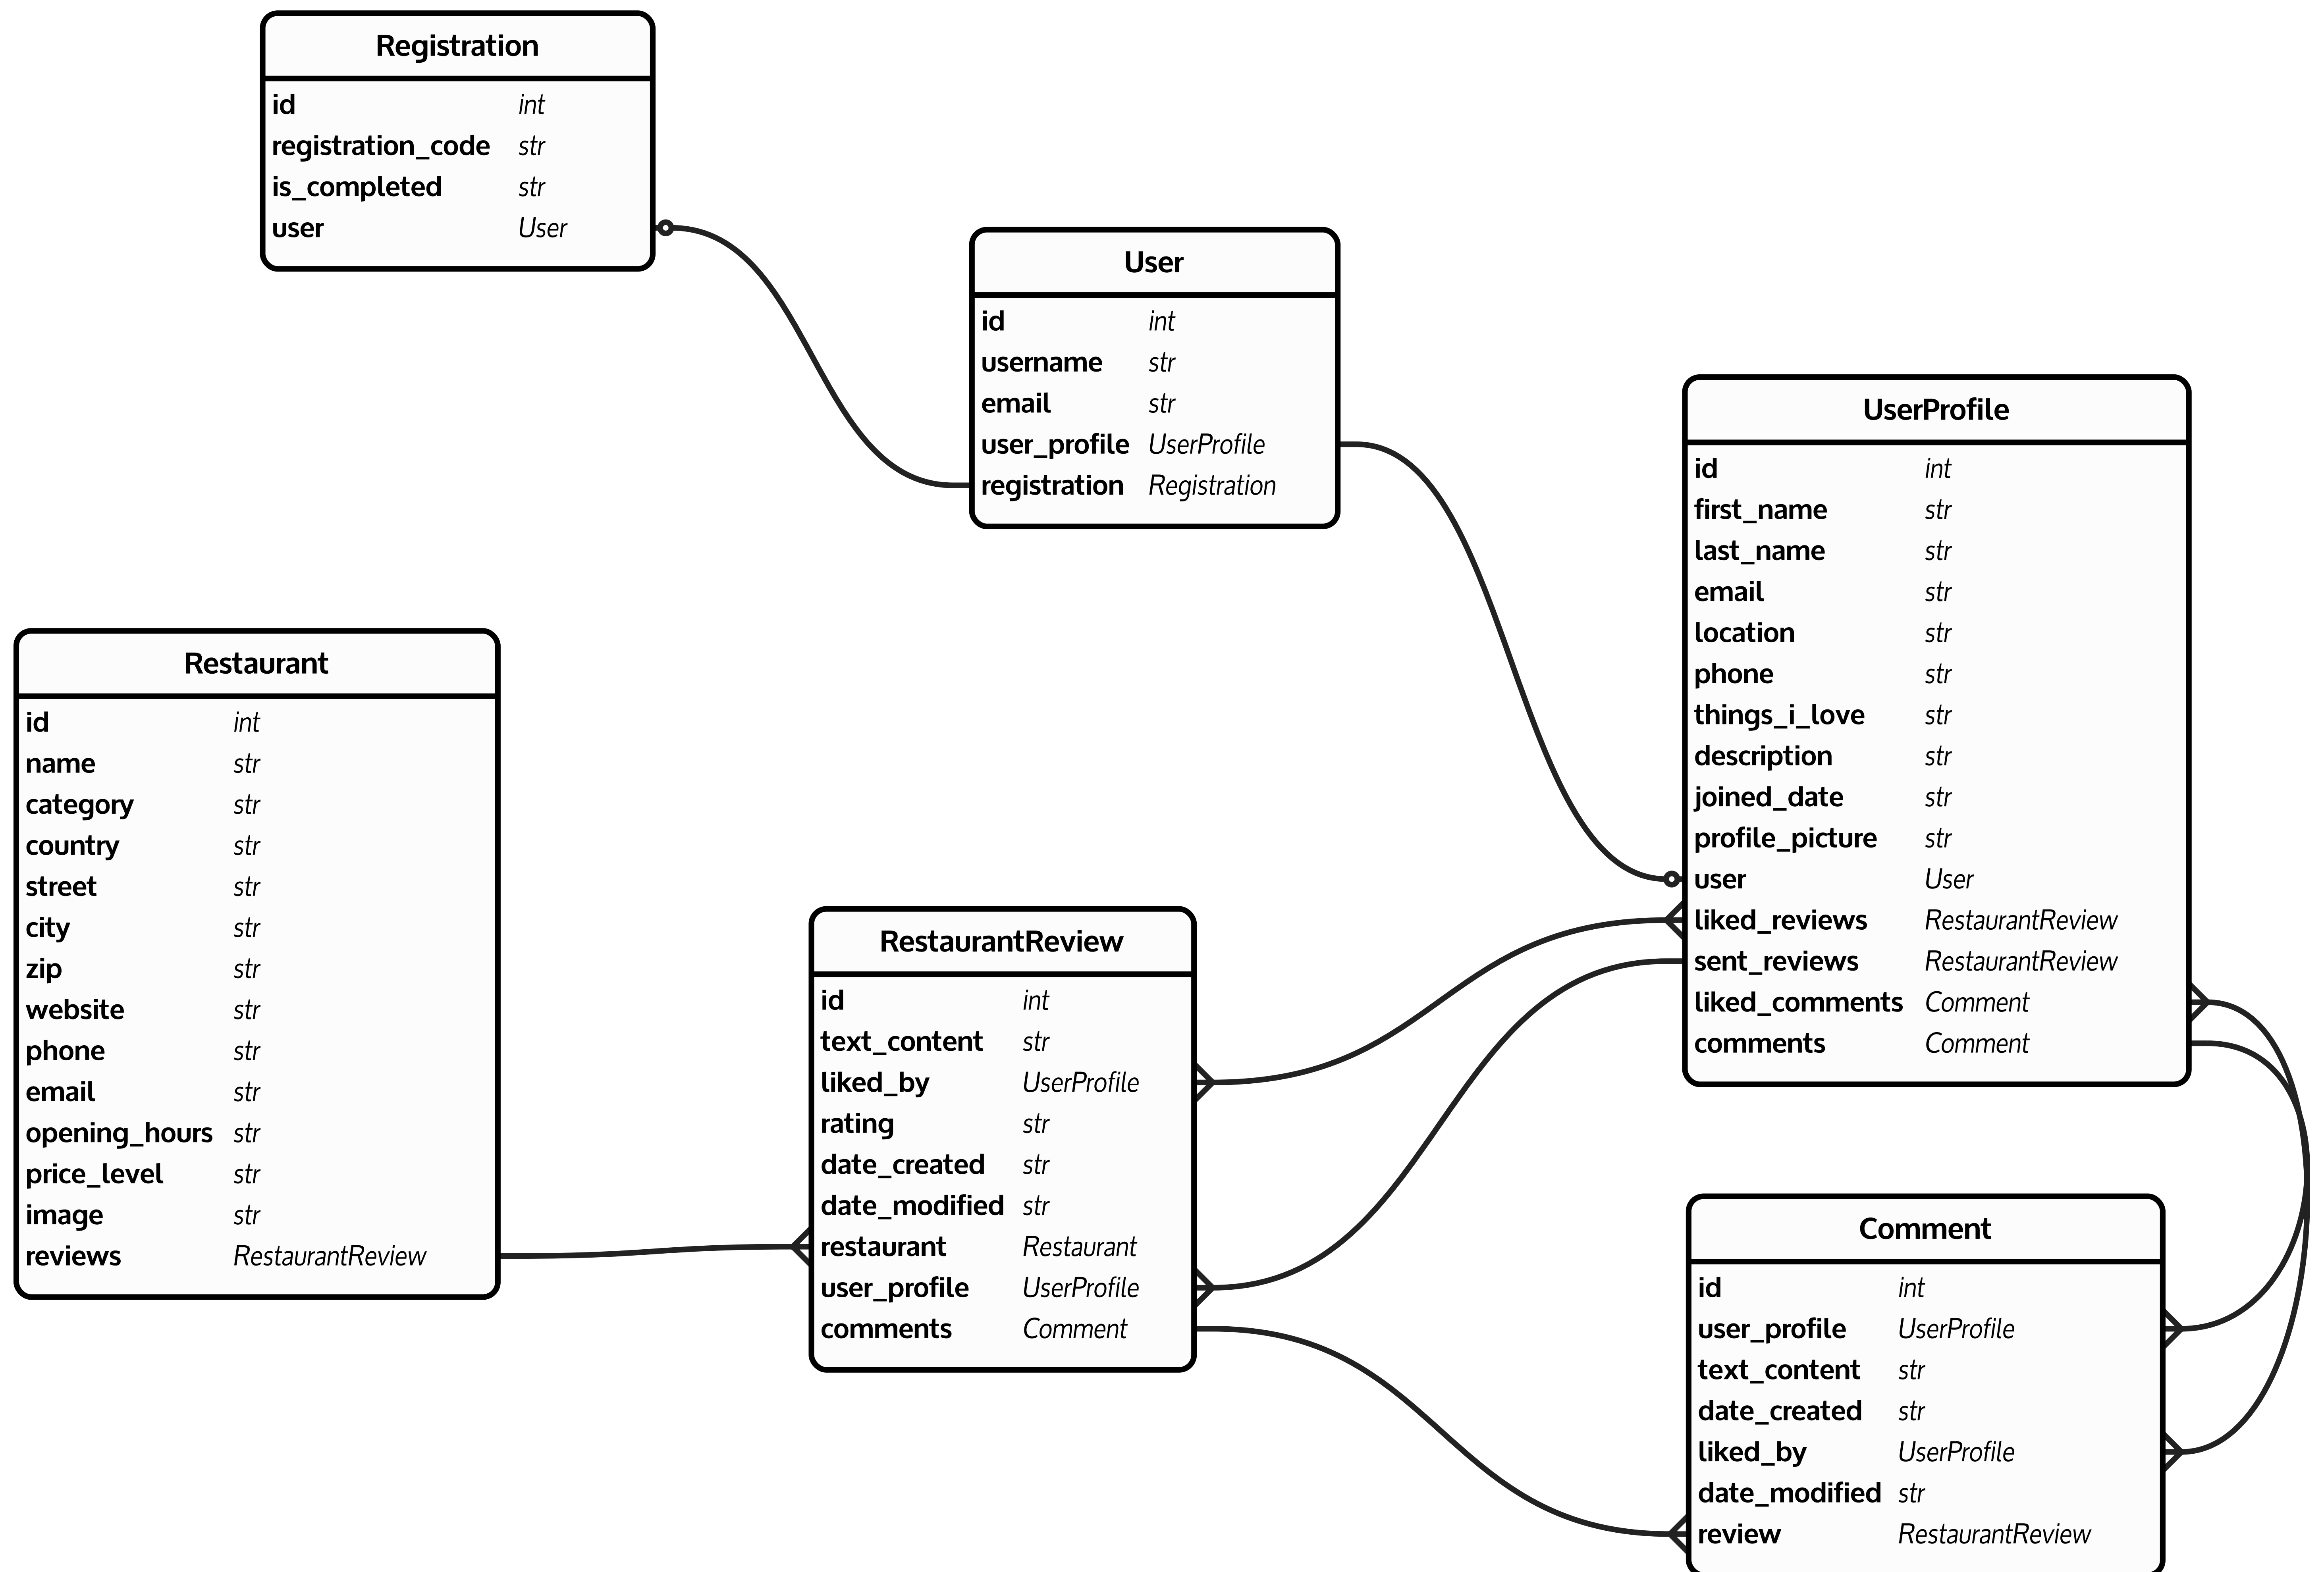 Registration
id int
registration_code str
is_completed str
user User
User
id int
username str
email str
user_profile UserProfile
registration Registration
UserProfile
id int
first_name str
last_name str
email str
location str
phone str
things_i_love str
description str
joined_date str
profile_picture str
user User
liked_reviews RestaurantReview
sent_reviews RestaurantReview
liked_comments Comment
comments Comment
Restaurant
id int
name str
category str
country str
street str
city str
zip str
website str
phone str
email str
opening_hours str
price_level str
image str
reviews RestaurantReview
RestaurantReview
id int
text_content str
liked_by UserProfile
rating str
date_created str
date_modified str
restaurant Restaurant
user_profile UserProfile
comments Comment
Comment
id int
user_profile UserProfile
text_content str
date_created str
liked_by UserProfile
date_modified str
review RestaurantReview